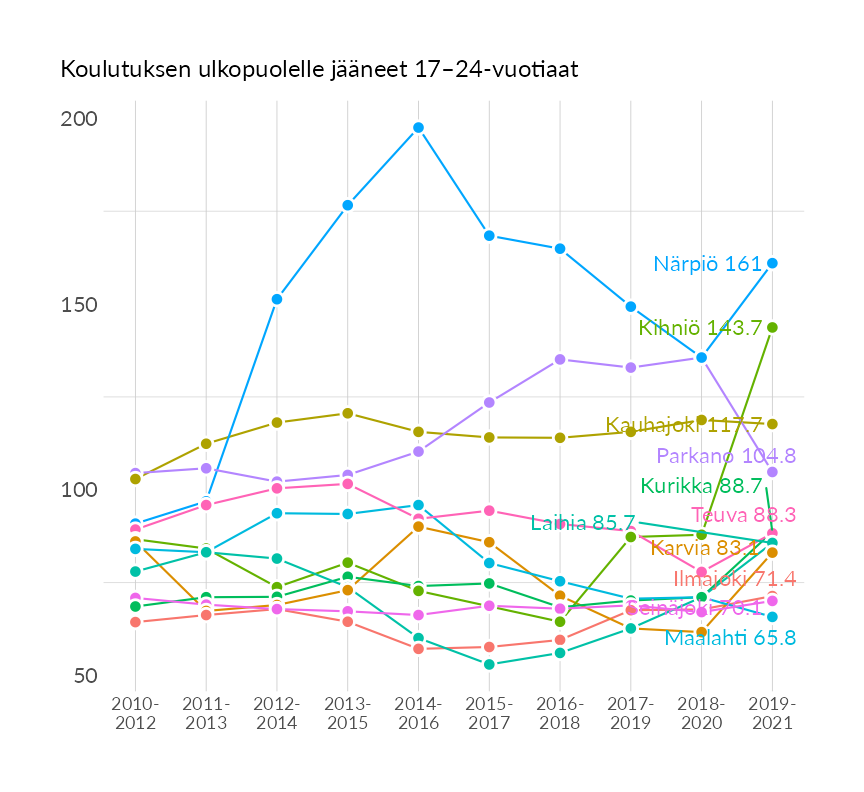 Koulutuksen ulkopuolelle jääneet 17–24-vuotiaat
200
150
100
50
Närpiö 161
Kihniö 143.7
Kauhajoki 117.7
Parkano 104.8
Kurikka 88.7
Teuva 88.3
Laihia 85.7
Karvia 83.1
Ilmajoki 71.4
Seinäjoki 70.1
Maalahti 65.8
2010-
2012
2011-
2013
2012-
2014
2013-
2015
2014-
2016
2015-
2017
2016-
2018
2017-
2019
2018-
2020
2019-
2021